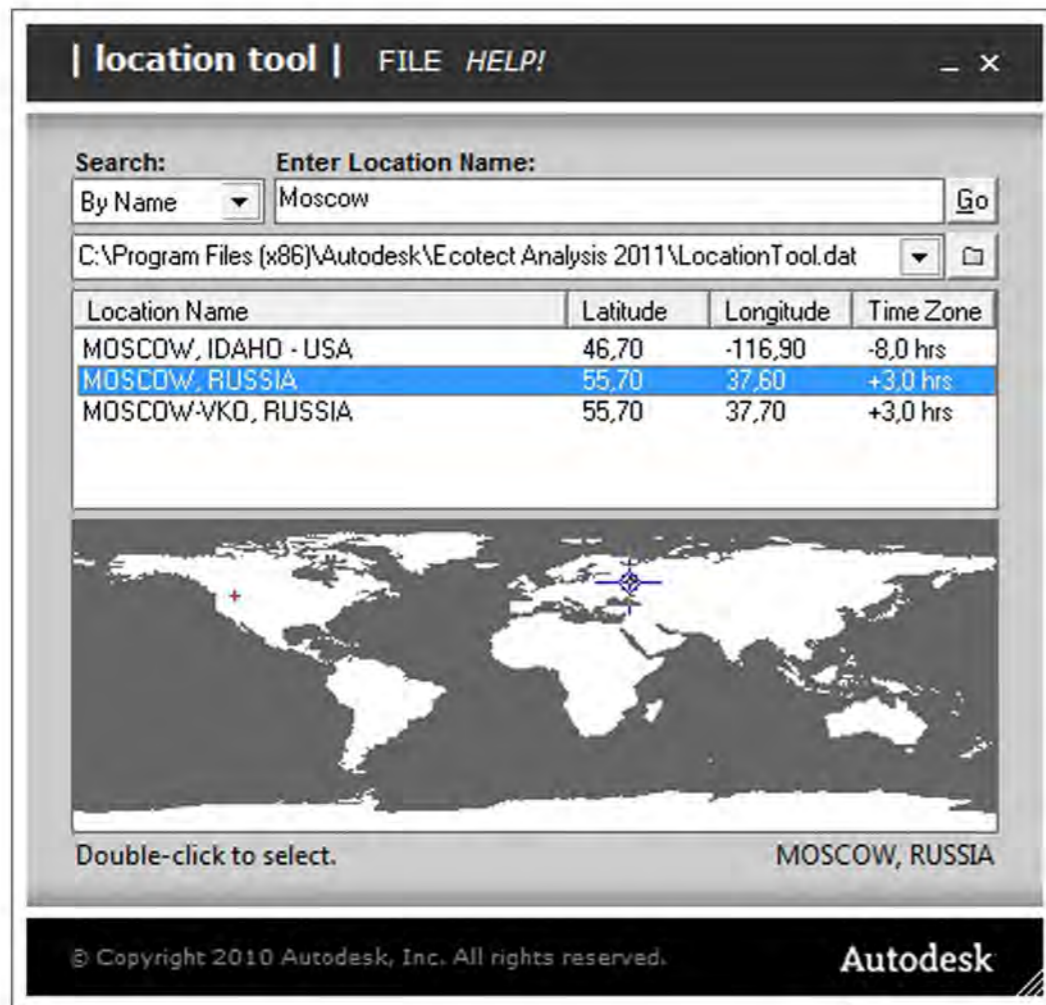 | location tool | FILE HELP!
Search: Enter Location Name:
By Name Moscow Go
C:\Program Files (x86)\Autodesk\Ecotect Analysis 2011\LocationTool.dat
Location Name Latitude Longitude Time Zone
MOSCOW, IDAHO - USA 46,70 -116,90 -8,0 hrs
MOSCOW, RUSSIA 55,70 37,60 +3,0 hrs
MOSCOW-VKO, RUSSIA 55,70 37,70 +3,0 hrs
Double-click to select. MOSCOW, RUSSIA
© Copyright 2010 Autodesk, Inc. All rights reserved. Autodesk